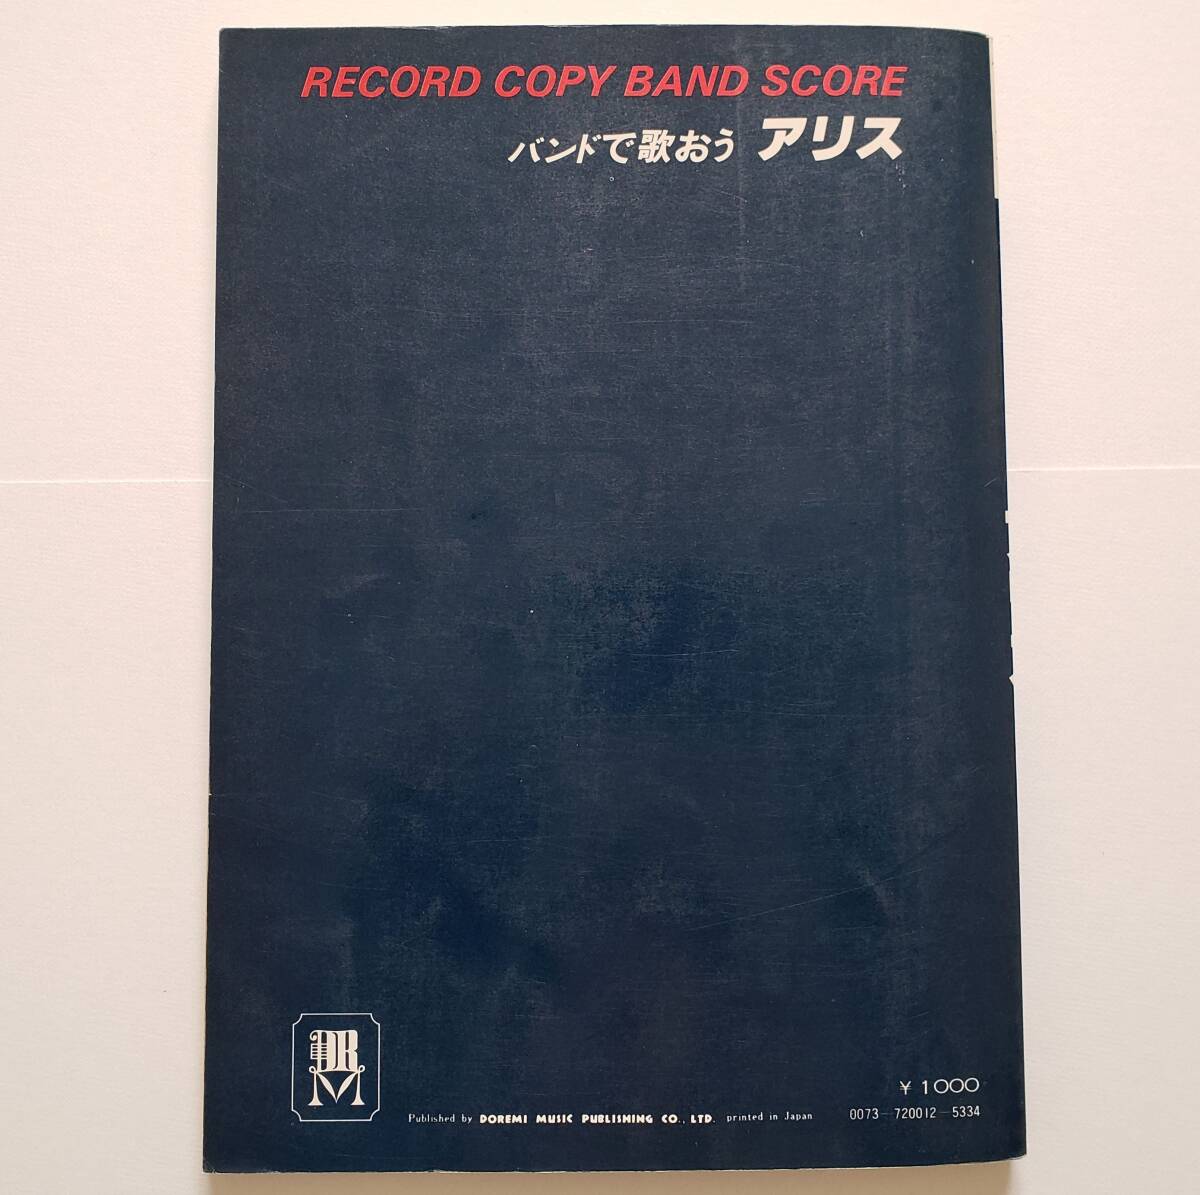 RECORD COPY BAND SCORE
バンドで歌おう アリス
DRM
¥1000
Published by DOREMI MUSIC PUBLISHING CO., LTD. printed in Japan
0073-720012-5334